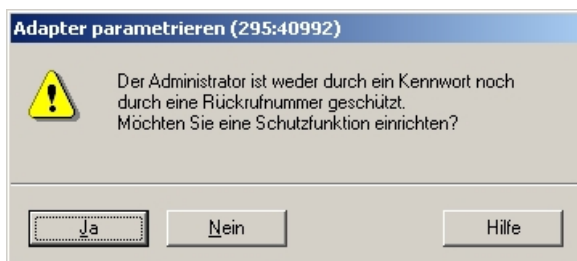 Adapter parametrieren (295:40992)
Der Administrator ist weder durch ein Kennwort noch
durch eine Rückrufnummer geschützt.
Möchten Sie eine Schutzfunktion einrichten?
Ja Nein Hilfe